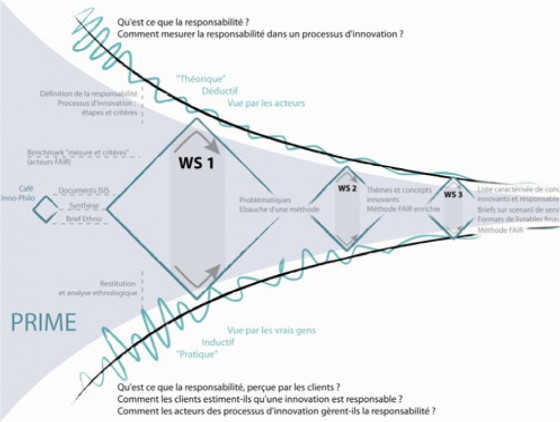 Qu'est ce que la responsabilité ?
Comment mesurer la responsabilité dans un processus d'innovation ?
"Théorique"
Déductif
Vue par les acteurs
Définition de la responsabilité
Processus d'innovation :
étapes et critères
Benchmark "mesure et critères"
(acteurs FAIR)
Café
Inno-Philo
Documents ISIS
Synthèse
Brief Ethno
WS 1
Problématiques
Ebauche d'une méthode
WS 2
Thèmes et concepts
innovants
Méthode FAIR enrichie
WS 3
Liste caractérisée de conc
innovants et responsable
Briefs sur scenarii de serv
Formats de livrables finau
Méthode FAIR
Restitution
et analyse ethnologique
PRIME
Vue par les vrais gens
Inductif
"Pratique"
Qu'est ce que la responsabilité, perçue par les clients ?
Comment les clients estiment-ils qu'une innovation est responsable ?
Comment les acteurs des processus d'innovation gèrent-ils la responsabilité ?